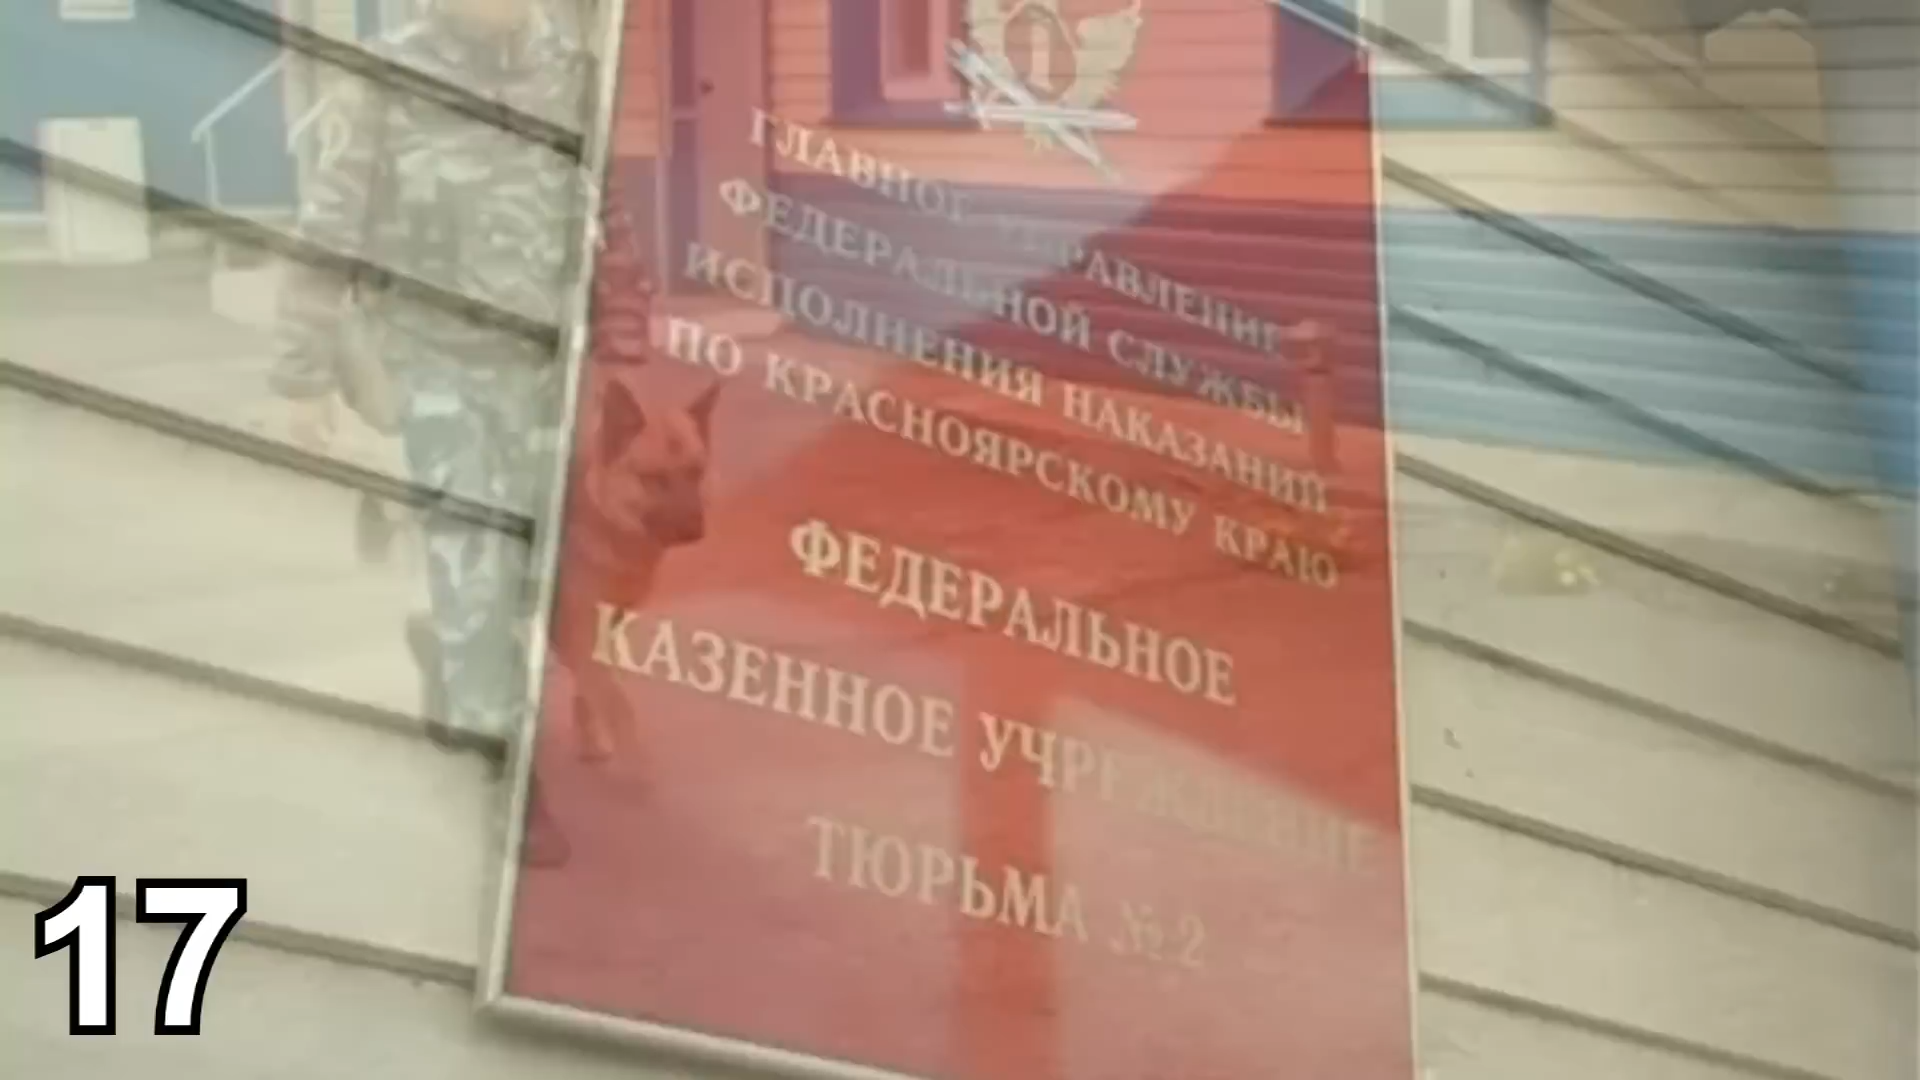 ГЛАВНОЕ УПРАВЛЕНИЕ
ФЕДЕРАЛЬНОЙ СЛУЖБЫ
ИСПОЛНЕНИЯ НАКАЗАНИЙ
ПО КРАСНОЯРСКОМУ КРАЮ
ФЕДЕРАЛЬНОЕ
КАЗЕННОЕ УЧРЕЖДЕНИЕ
ТЮРЬМА №2
17